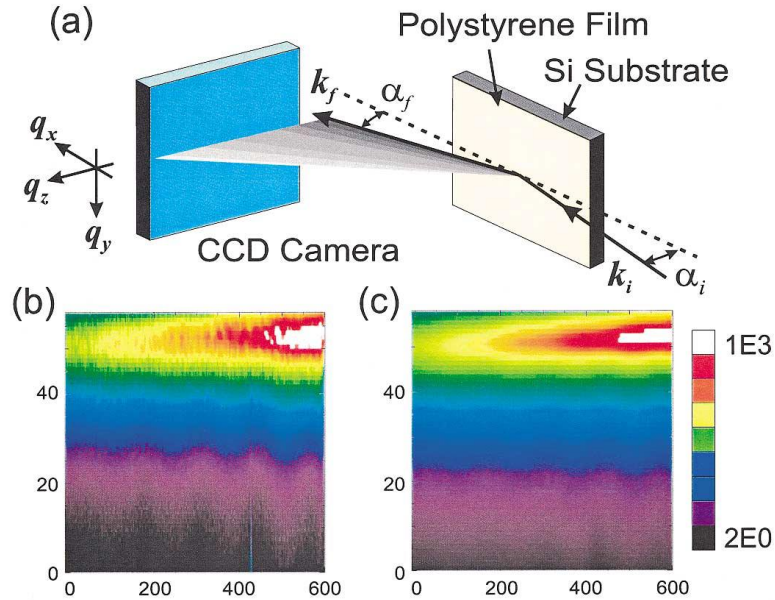 (a)
Polystyrene Film
Si Substrate
k_f
α_f
q_x
q_z
q_y
CCD Camera
k_i
α_i
(b)
(c)
40
20
0
0
200
400
600
40
20
0
0
200
400
600
1E3
2E0